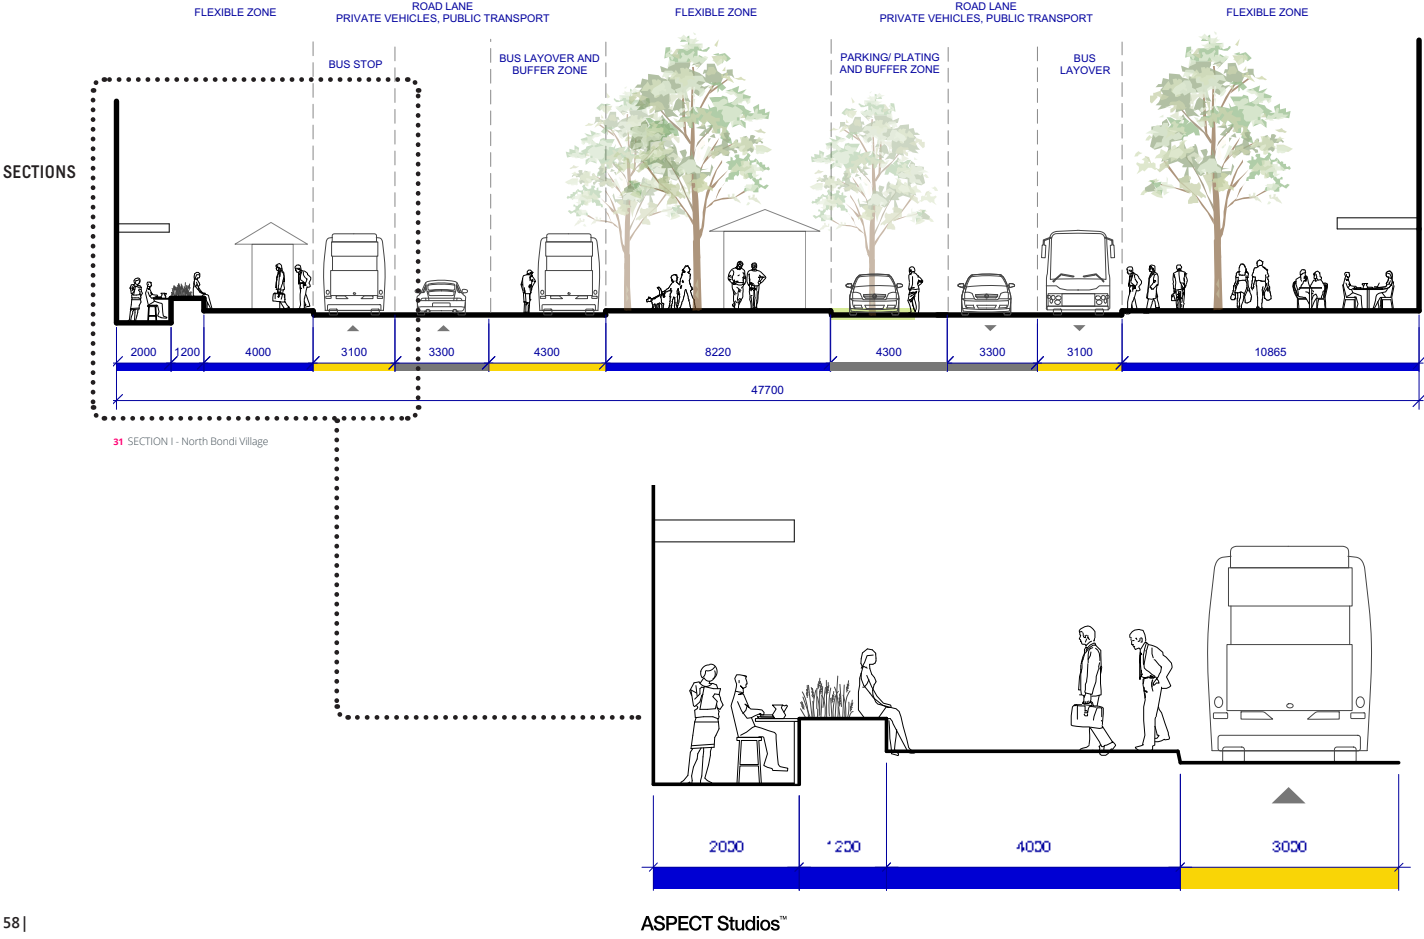 FLEXIBLE ZONE
ROAD LANE
PRIVATE VEHICLES, PUBLIC TRANSPORT
FLEXIBLE ZONE
ROAD LANE
PRIVATE VEHICLES, PUBLIC TRANSPORT
FLEXIBLE ZONE
BUS STOP
BUS LAYOVER AND
BUFFER ZONE
PARKING/ PLATING
AND BUFFER ZONE
BUS
LAYOVER
SECTIONS
2000
1200
4000
3100
3300
4300
8220
4300
3300
3100
10865
47700
31 SECTION I - North Bondi Village
2000
1200
4000
3000
58|
ASPECT Studios™